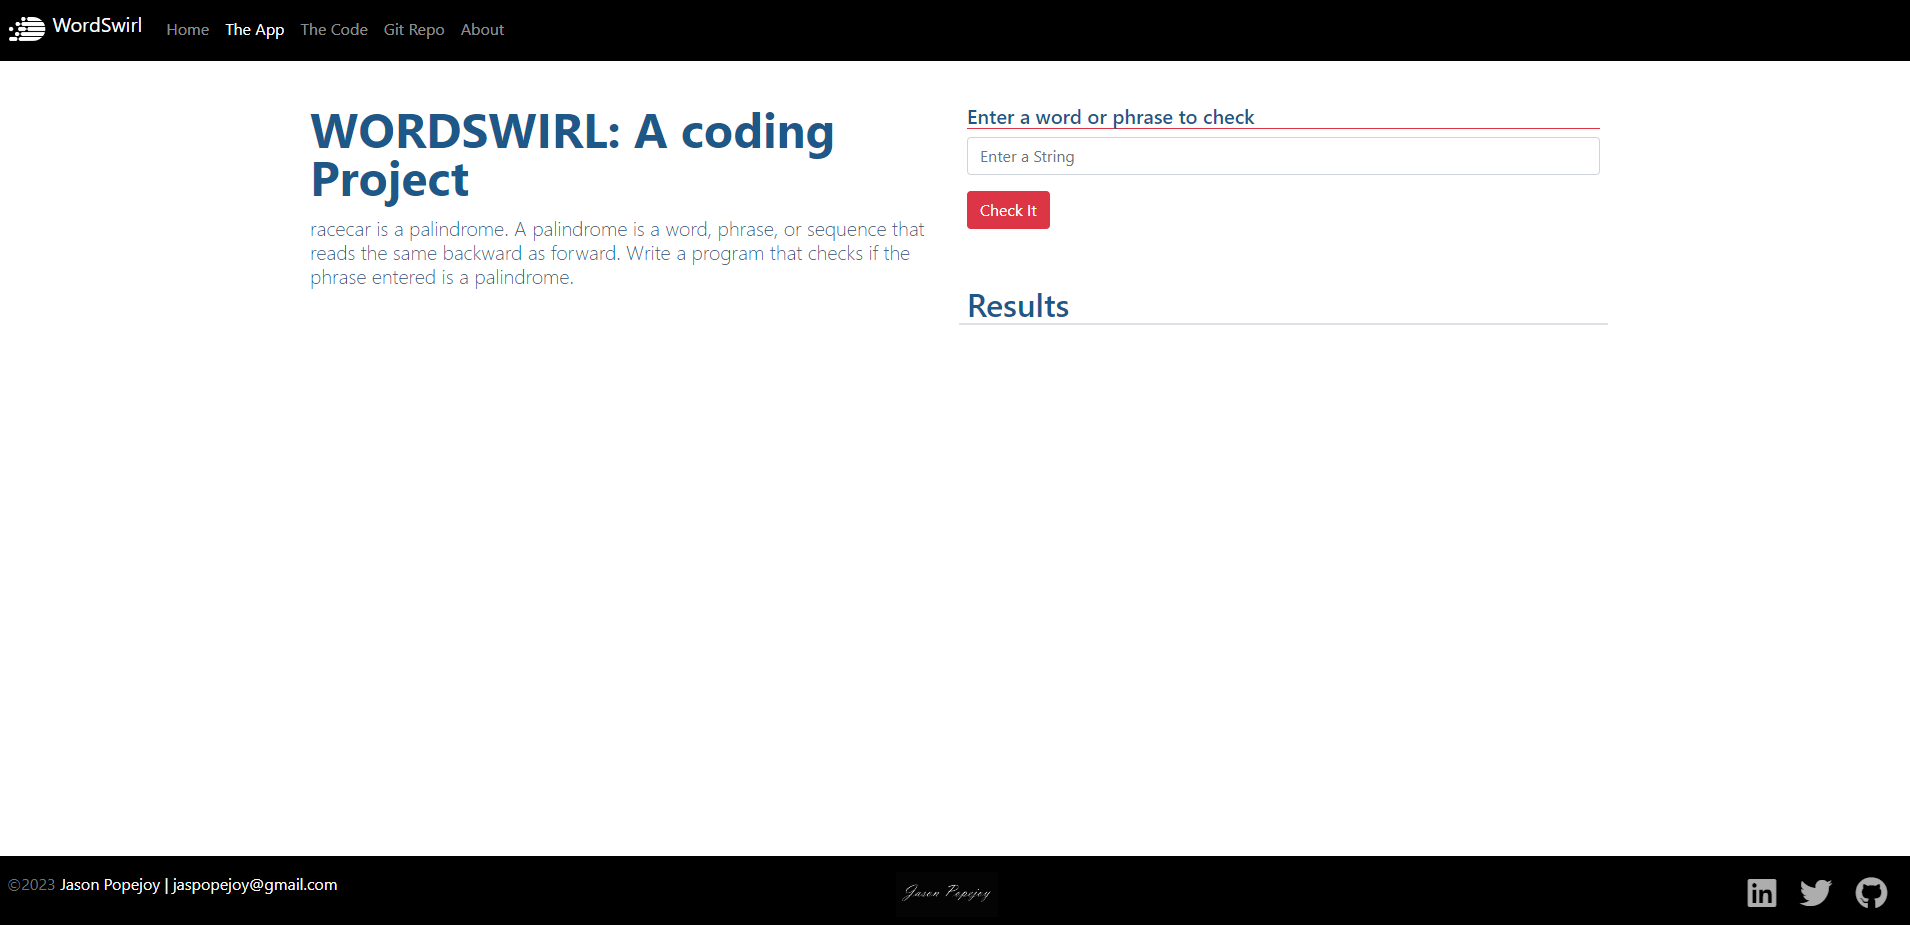 WordSwirl
Home The App The Code Git Repo About
WORDSWIRL: A coding
Project
racecar is a palindrome. A palindrome is a word, phrase, or sequence that
reads the same backward as forward. Write a program that checks if the
phrase entered is a palindrome.
Enter a word or phrase to check
Enter a String
Check It
Results
©2023 Jason Popejoy | jaspopejoy@gmail.com
Jason Popejoy
in